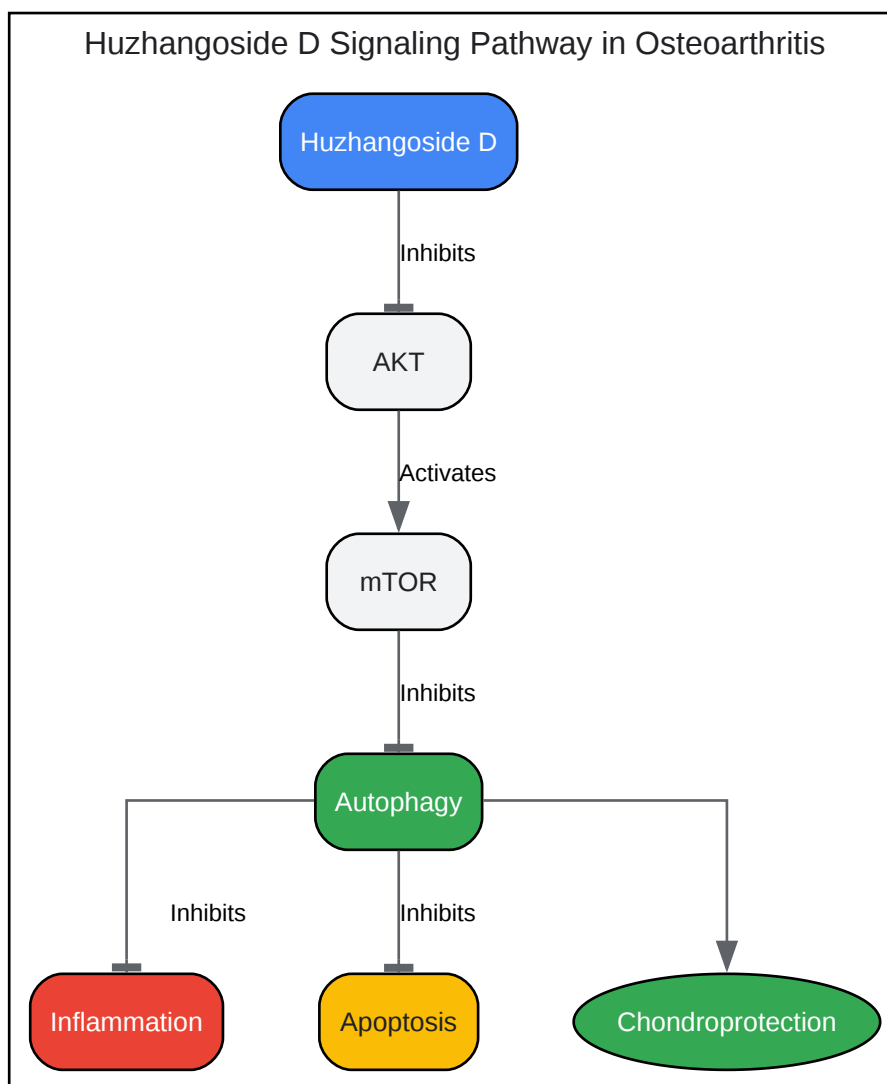 Huzhangoside D Signaling Pathway in Osteoarthritis
Huzhangoside D
Inhibits
AKT
Activates
mTOR
Inhibits
Autophagy
Inhibits
Inhibits
Inflammation
Apoptosis
Chondroprotection